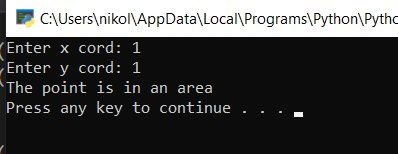 C:\Users\nikol\AppData\Local\Programs\Python\Pytho
Enter x cord: 1
Enter y cord: 1
The point is in an area
Press any key to continue . . .